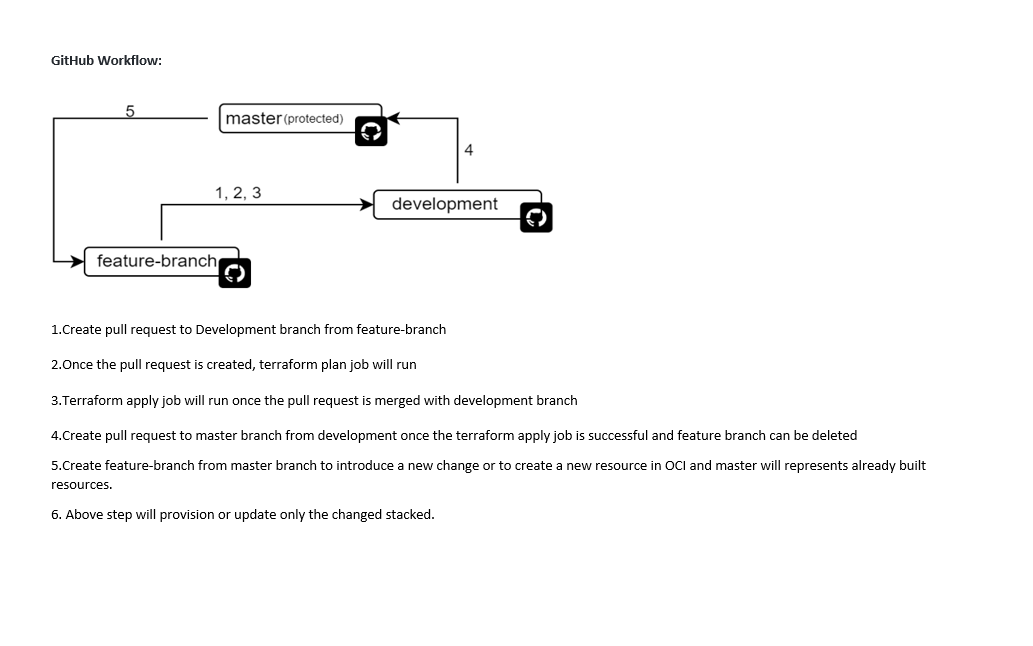 GitHub Workflow:
5
master (protected)
4
1, 2, 3
development
feature-branch
1.Create pull request to Development branch from feature-branch
2.Once the pull request is created, terraform plan job will run
3.Terraform apply job will run once the pull request is merged with development branch
4.Create pull request to master branch from development once the terraform apply job is successful and feature branch can be deleted
5.Create feature-branch from master branch to introduce a new change or to create a new resource in OCI and master will represents already built
resources.
6. Above step will provision or update only the changed stacked.